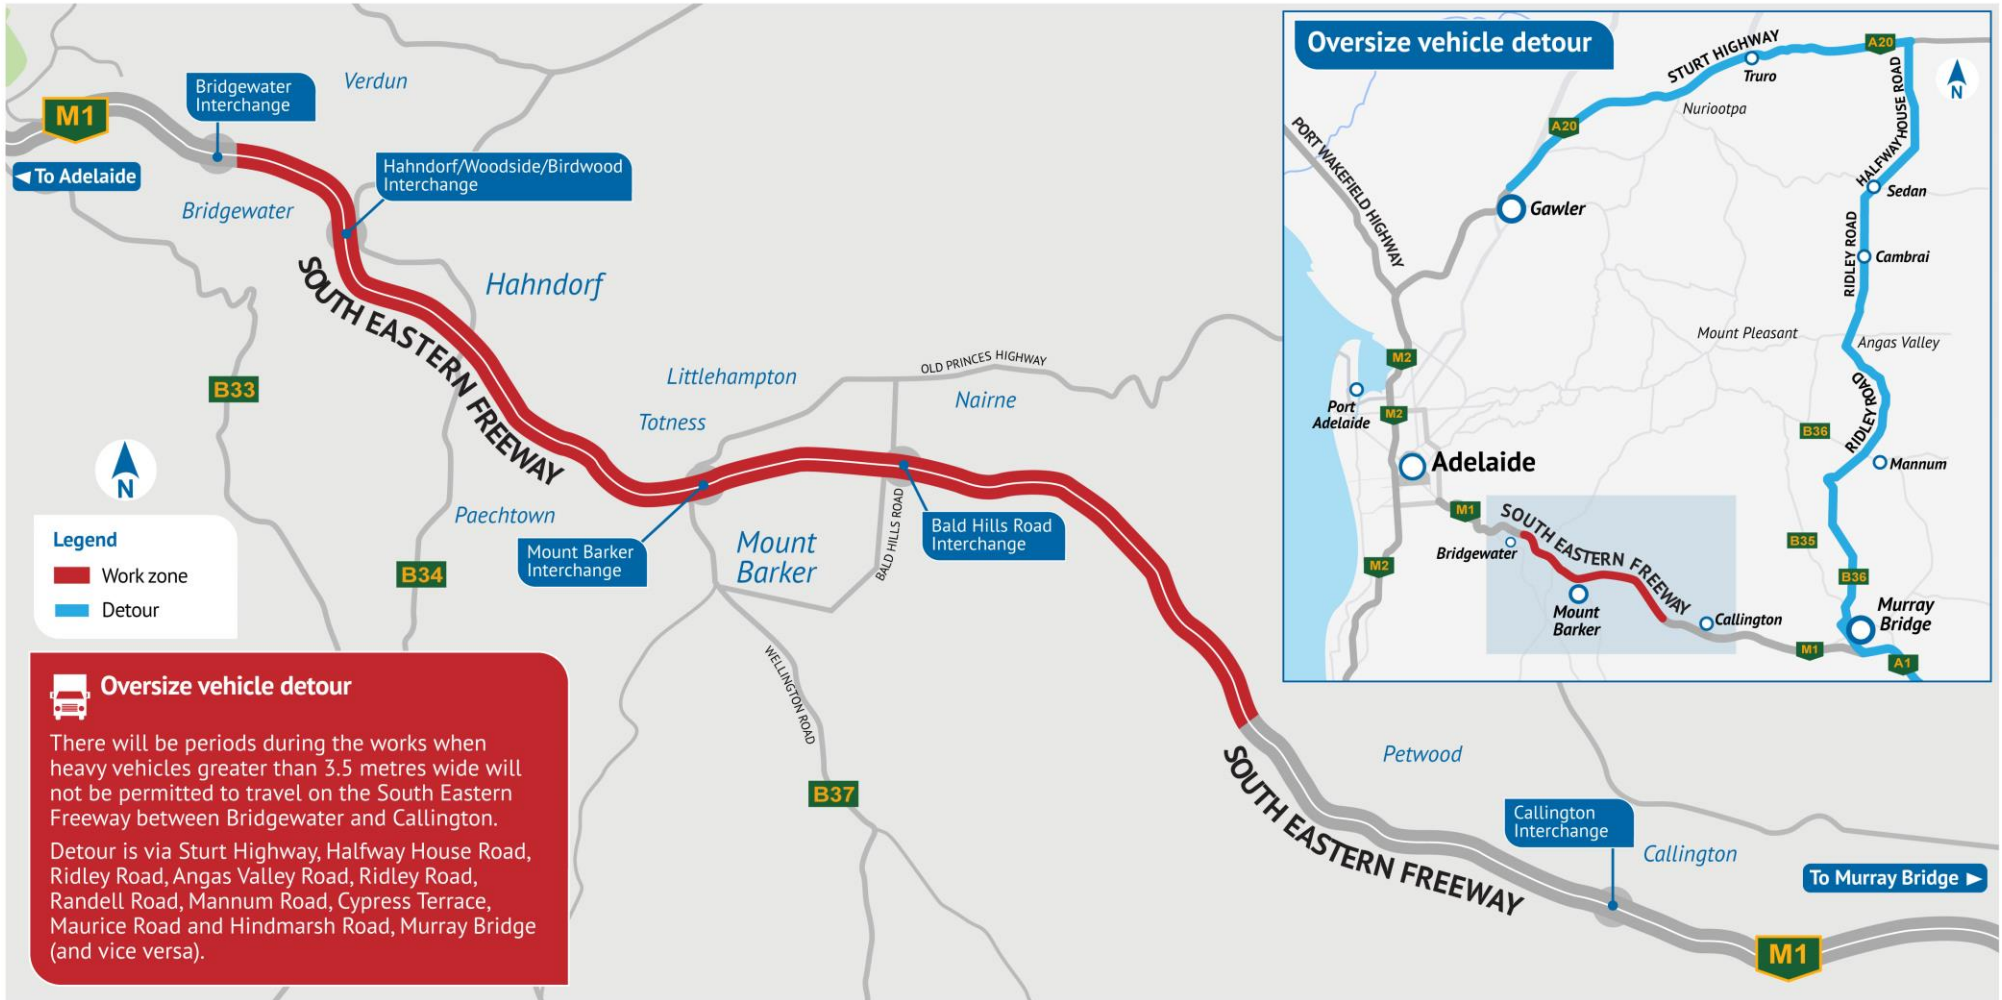 M1
◄ To Adelaide
Bridgewater
Interchange
Verdun
Hahndorf/Woodside/Birdwood
Interchange
Bridgewater
Hahndorf
SOUTH EASTERN FREEWAY
B33
Littlehampton
OLD PRINCES HIGHWAY
Nairne
Totness
N
Paechtown
Mount Barker
Interchange
Mount
Barker
BALD HILLS ROAD
Bald Hills Road
Interchange
B34
Legend
Work zone
Detour
WELLINGTON ROAD
B37
Oversize vehicle detour
There will be periods during the works when
heavy vehicles greater than 3.5 metres wide will
not be permitted to travel on the South Eastern
Freeway between Bridgewater and Callington.
Detour is via Sturt Highway, Halfway House Road,
Ridley Road, Angas Valley Road, Ridley Road,
Randell Road, Mannum Road, Cypress Terrace,
Maurice Road and Hindmarsh Road, Murray Bridge
(and vice versa).
SOUTH EASTERN FREEWAY
Petwood
Callington
Interchange
Callington
To Murray Bridge ►
M1
Oversize vehicle detour
STURT HIGHWAY
A20
Truro
N
Nuriootpa
A20
HALFWAY HOUSE ROAD
PORT WAKEFIELD HIGHWAY
Sedan
Gawler
RIDLEY ROAD
Cambrai
Mount Pleasant
Angas Valley
M2
Port
Adelaide
M2
RIDLEY ROAD
B36
Adelaide
Mannum
M1
SOUTH EASTERN FREEWAY
Bridgewater
B35
M2
B36
Mount
Barker
Callington
Murray
Bridge
M1
A1